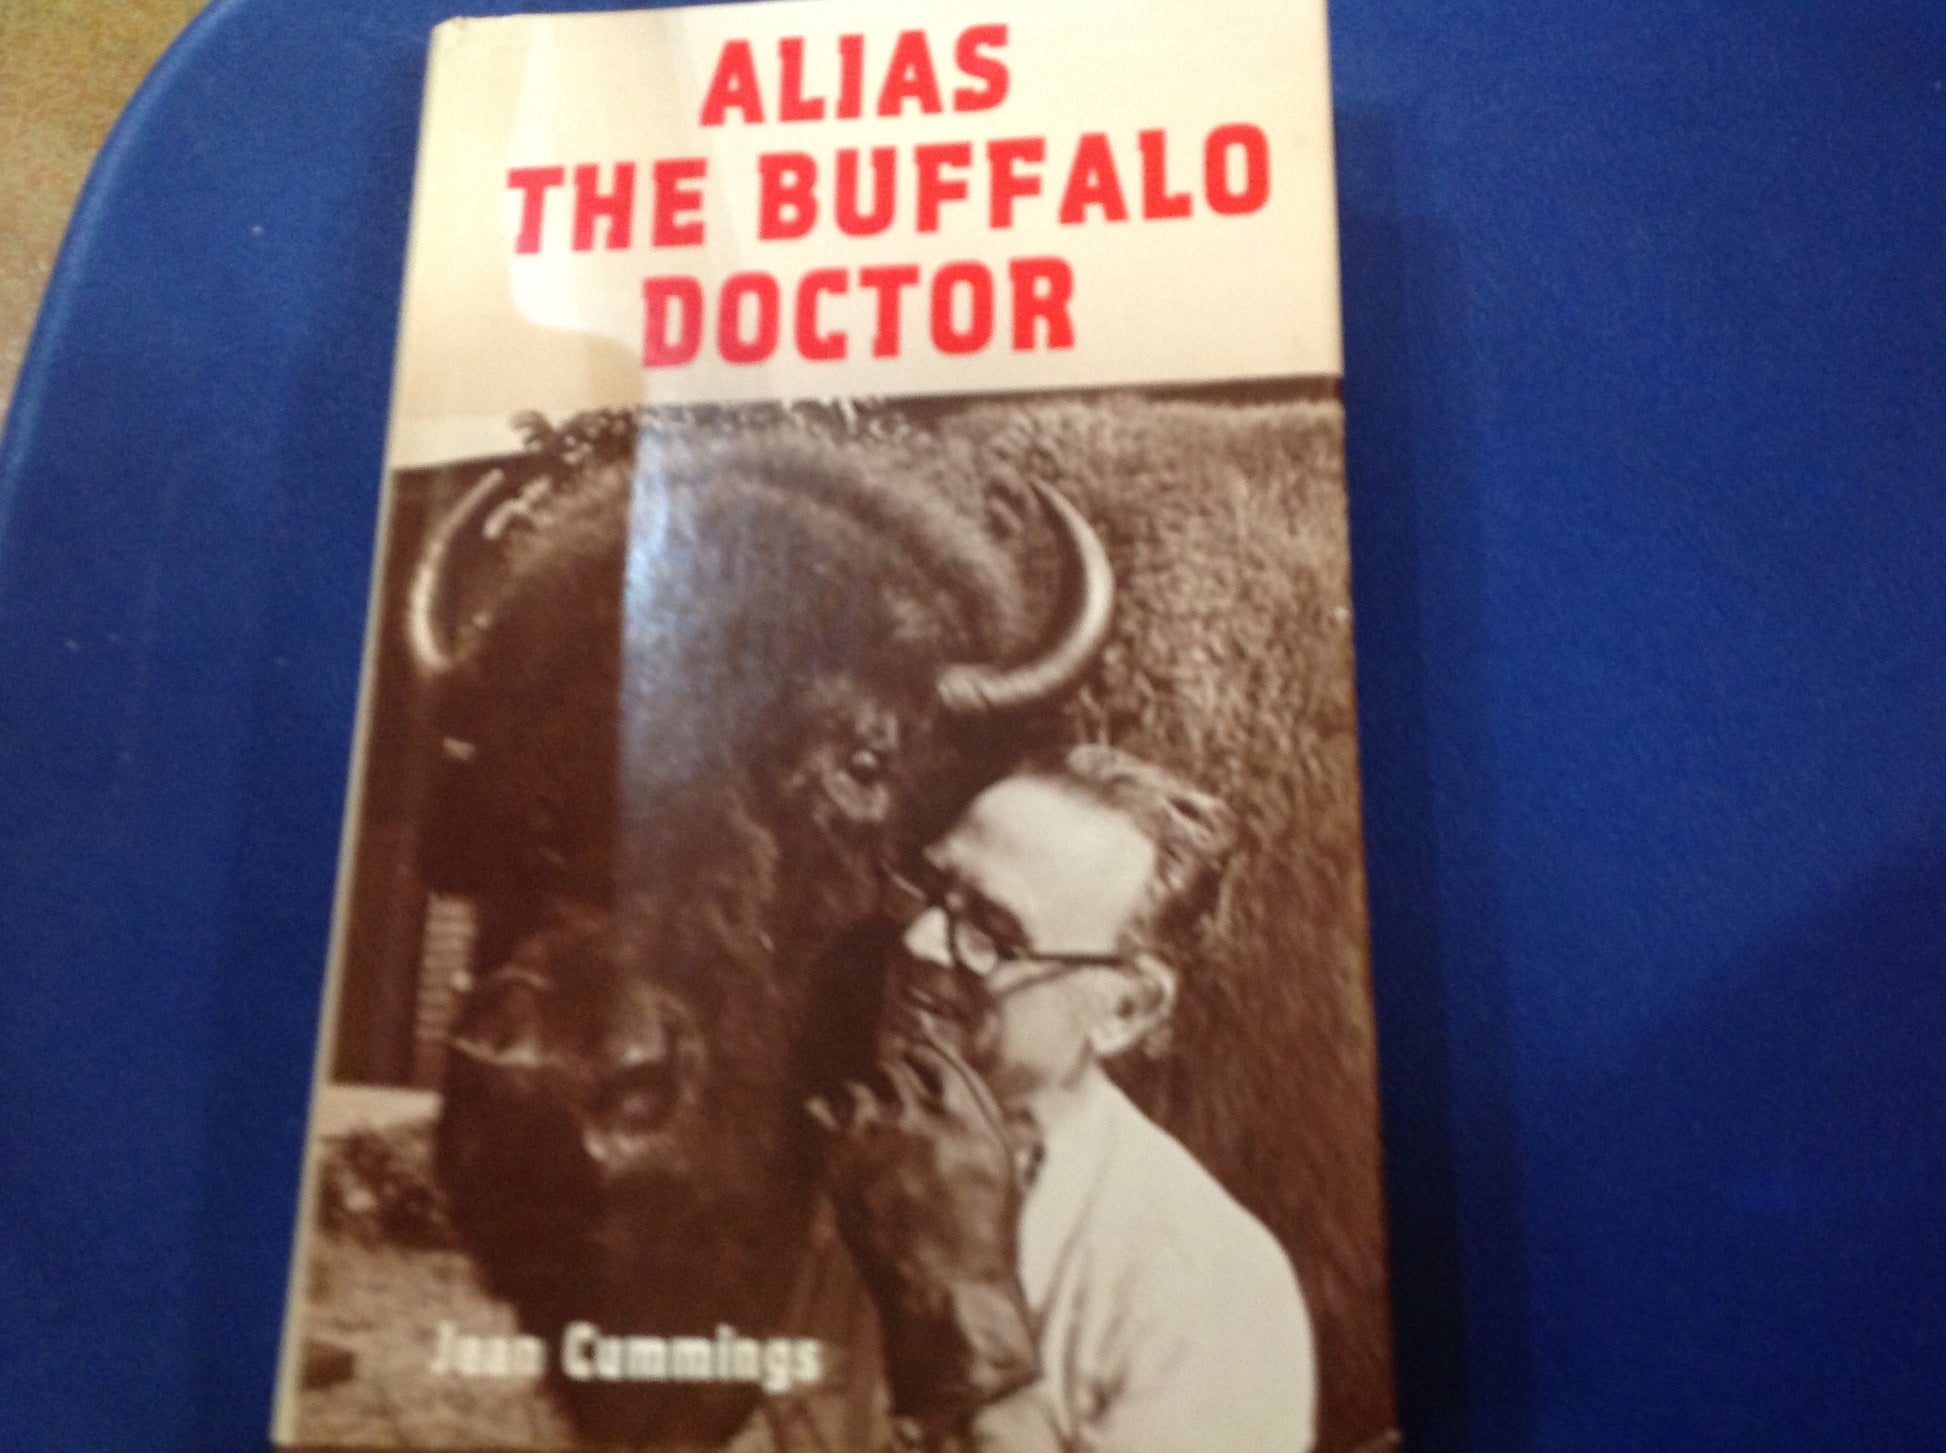 ALIAS
THE BUFFALO
DOCTOR
Jean Cummings